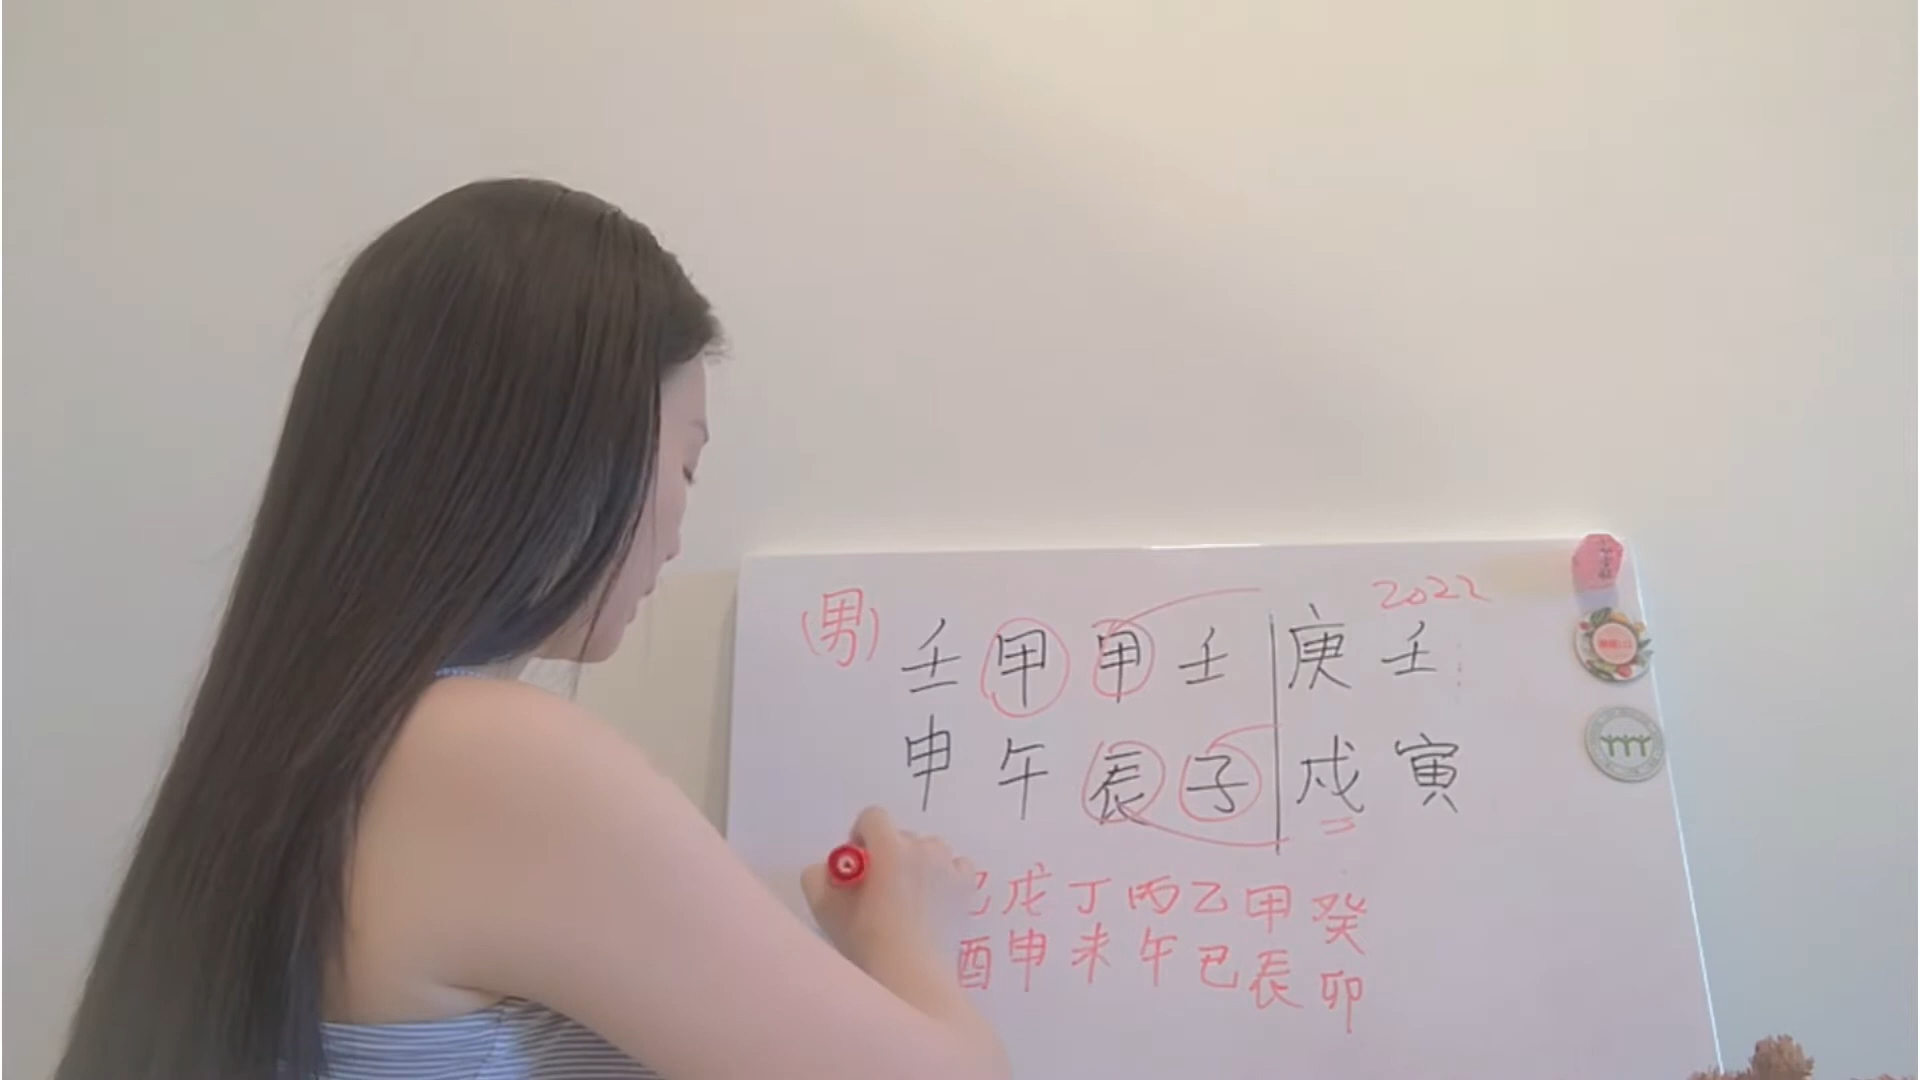 (男) 壬 甲 甲 壬 庚 壬 2022
申 午 辰 子 戌 寅
己 戊 丁 丙 乙 甲 癸
酉 申 未 午 巳 辰 卯